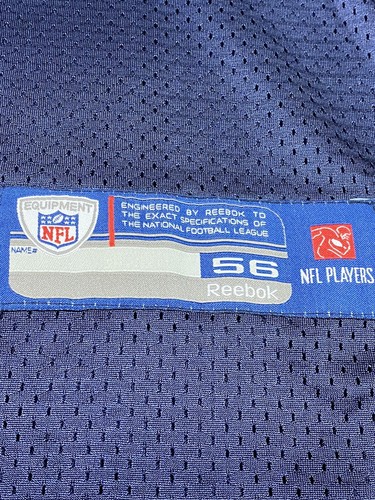 EQUIPMENT
NFL
NAME#
ENGINEERED BY REEBOK TO
THE EXACT SPECIFICATIONS OF
THE NATIONAL FOOTBALL LEAGUE
56
Reebok
NFL PLAYERS